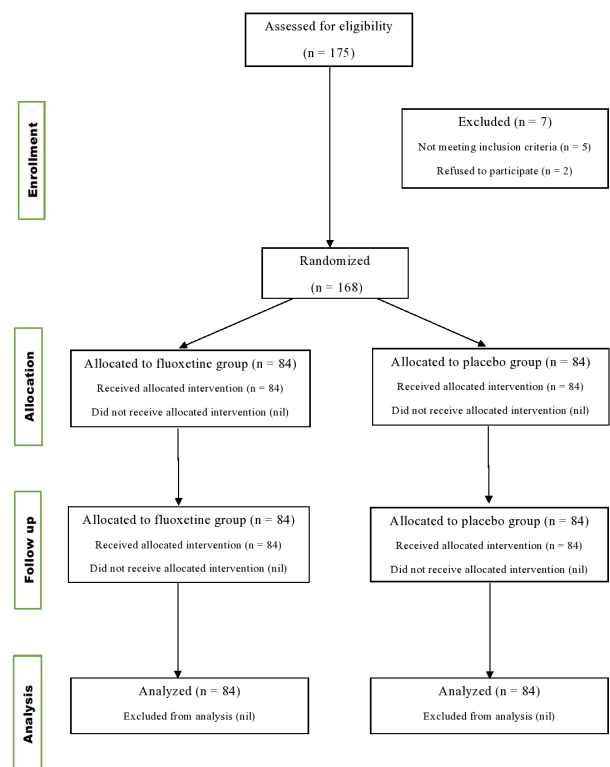 Assessed for eligibility
(n = 175)
Enrollment
Excluded (n = 7)
Not meeting inclusion criteria (n = 5)
Refused to participate (n = 2)
Randomized
(n = 168)
Allocation
Allocated to fluoxetine group (n = 84)
Received allocated intervention (n = 84)
Did not receive allocated intervention (nil)
Allocated to placebo group (n = 84)
Received allocated intervention (n = 84)
Did not receive allocated intervention (nil)
Follow up
Allocated to fluoxetine group (n = 84)
Received allocated intervention (n = 84)
Did not receive allocated intervention (nil)
Allocated to placebo group (n = 84)
Received allocated intervention (n = 84)
Did not receive allocated intervention (nil)
Analysis
Analyzed (n = 84)
Excluded from analysis (nil)
Analyzed (n = 84)
Excluded from analysis (nil)